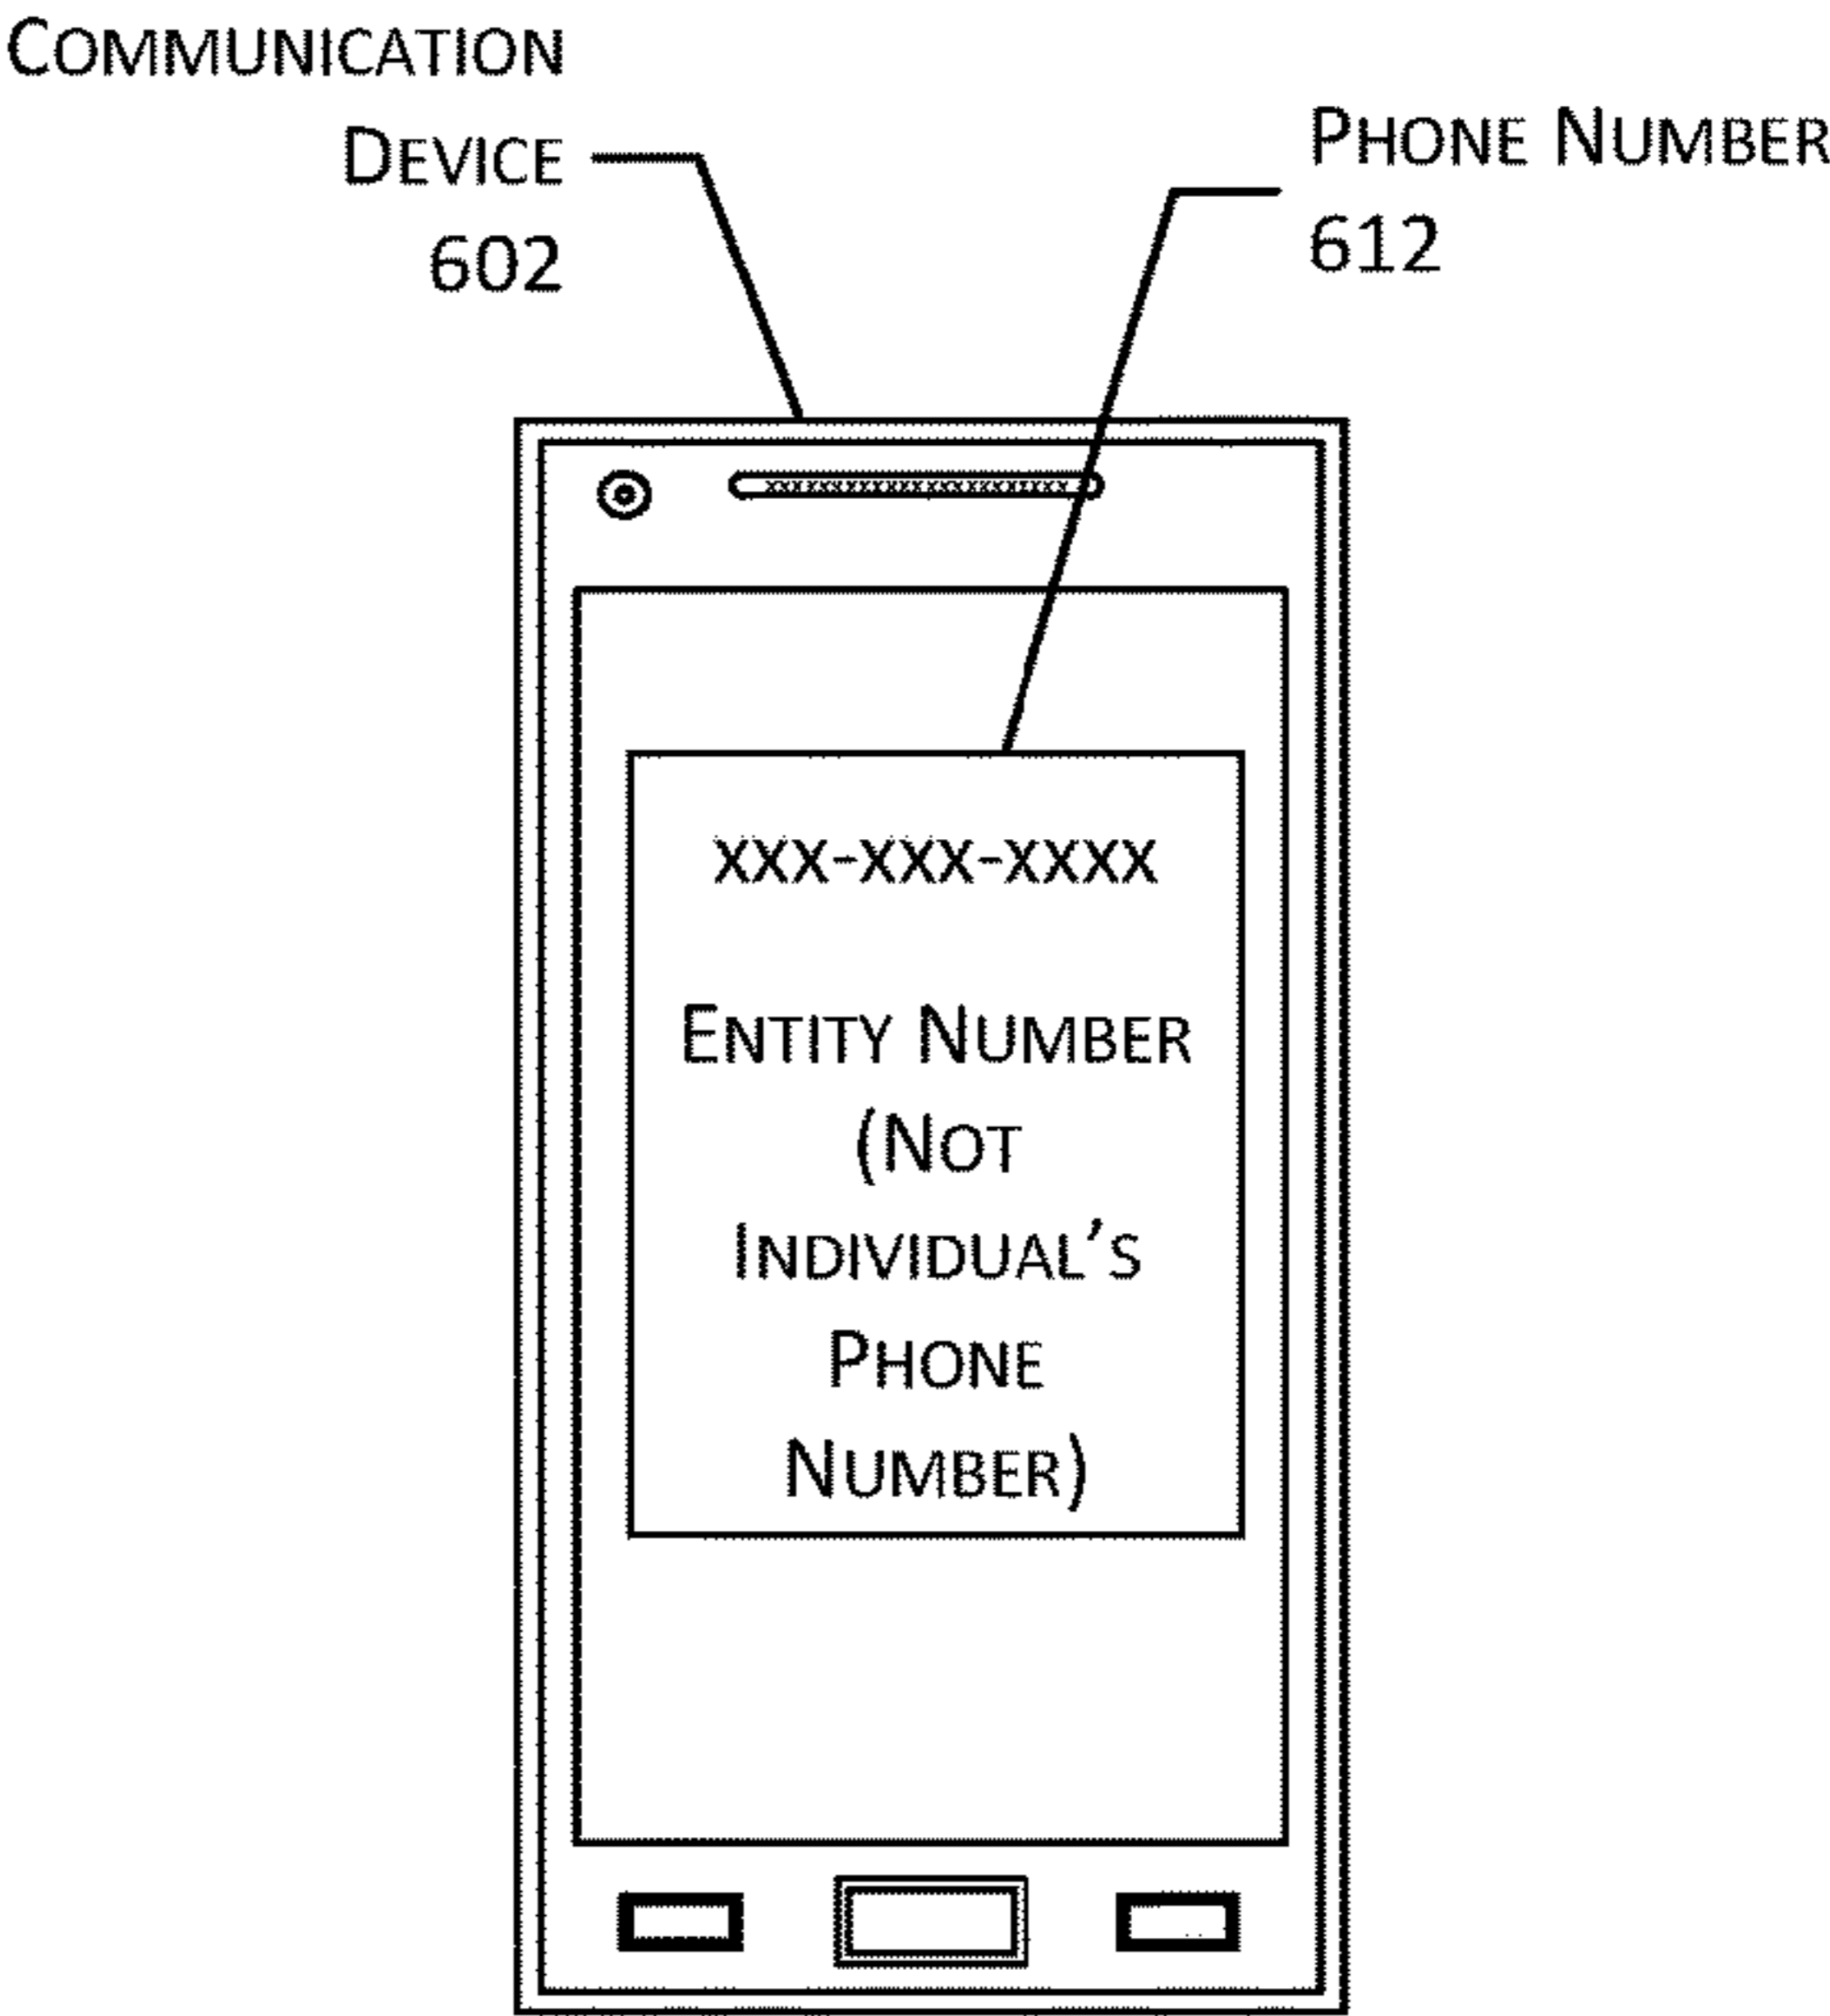 COMMUNICATION
DEVICE
602
PHONE NUMBER
612
XXX-XXX-XXXX
ENTITY NUMBER
(NOT
INDIVIDUAL'S
PHONE
NUMBER)